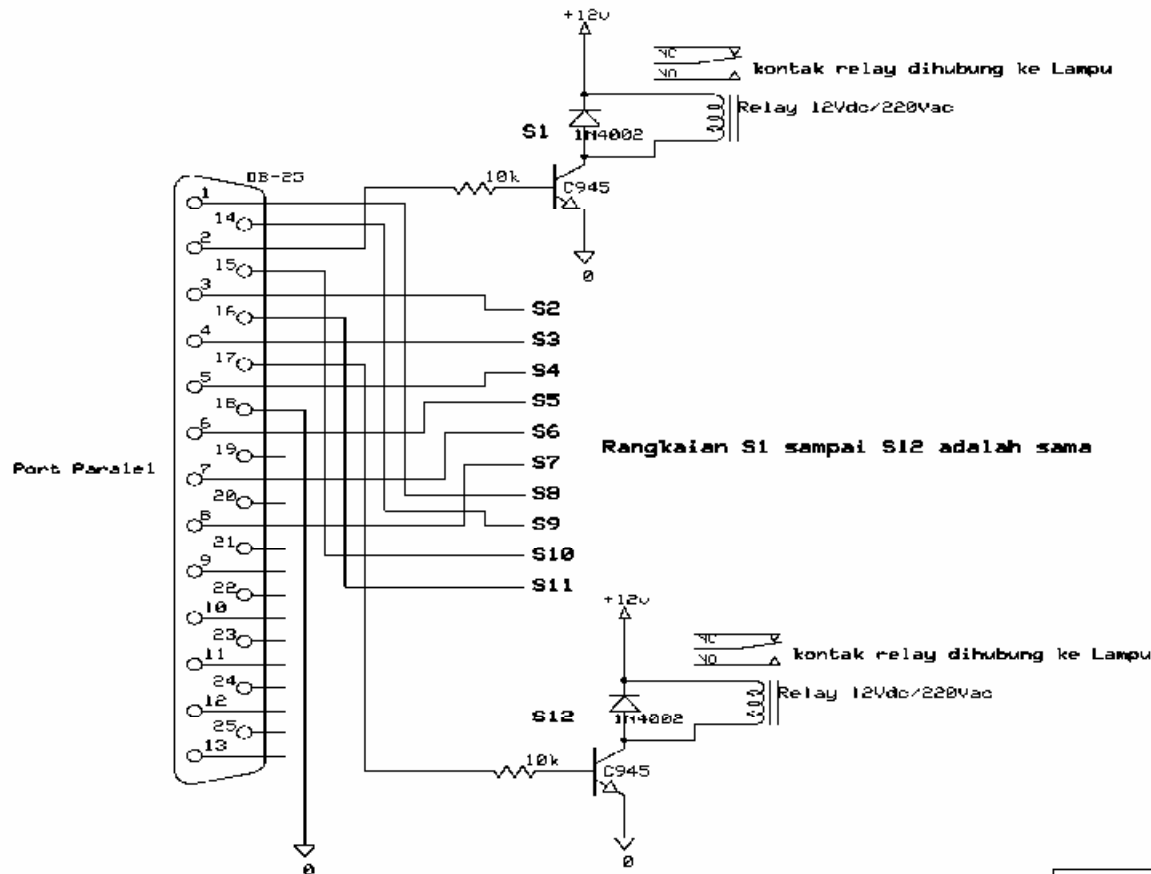 +12v
NC
NO
kontak relay dihubung ke Lampu
Relay 12Vdc/220Vac
S1
1N4002
10k
C945
0
DB-25
1
14
2
15
3
16
4
17
5
18
6
19
7
20
8
21
9
22
10
23
11
24
12
25
13
Port Paralel
S2
S3
S4
S5
S6
S7
S8
S9
S10
S11
Rangkaian S1 sampai S12 adalah sama
+12v
NC
NO
kontak relay dihubung ke Lampu
Relay 12Vdc/220Vac
S12
1N4002
10k
C945
0
0